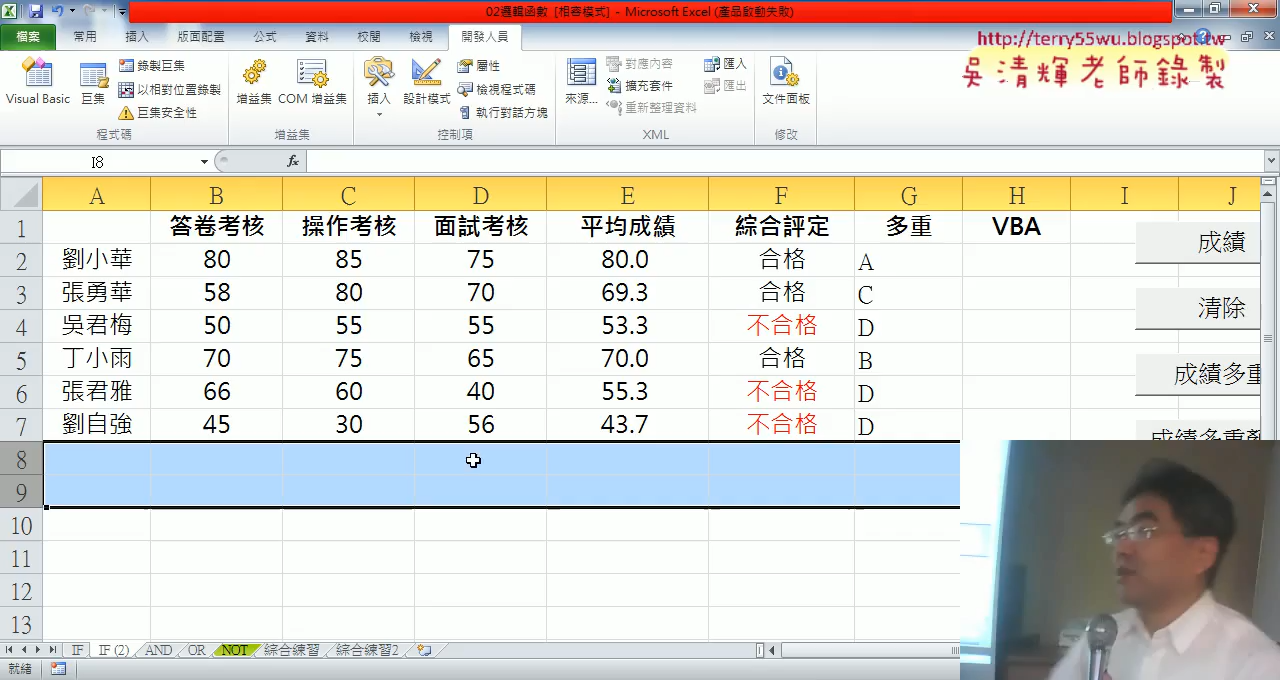 02邏輯函數 [相容模式] - Microsoft Excel (產品啟動失敗)
檔案 常用 插入 版面配置 公式 資料 校閱 檢視 開發人員
http://terry55wu.blogspot.tw
吳清輝老師錄製
Visual Basic 巨集 錄製巨集 以相對位置錄製 巨集安全性 程式碼
增益集 COM 增益集 增益集
插入 設計模式 屬性 檢視程式碼 執行對話方塊 控制項
來源... 對應內容 擴充套件 重新整理資料 匯入 匯出 XML
文件面板 修改
I8 fx
A B C D E F G H I J
1 答卷考核 操作考核 面試考核 平均成績 綜合評定 多重 VBA
2 劉小華 80 85 75 80.0 合格 A
3 張勇華 58 80 70 69.3 合格 C
4 吳君梅 50 55 55 53.3 不合格 D
5 丁小雨 70 75 65 70.0 合格 B
6 張君雅 66 60 40 55.3 不合格 D
7 劉自強 45 30 56 43.7 不合格 D
成績
清除
成績多重
8
9
10
11
12
13
IF IF (2) AND OR NOT 綜合練習 綜合練習2
就緒